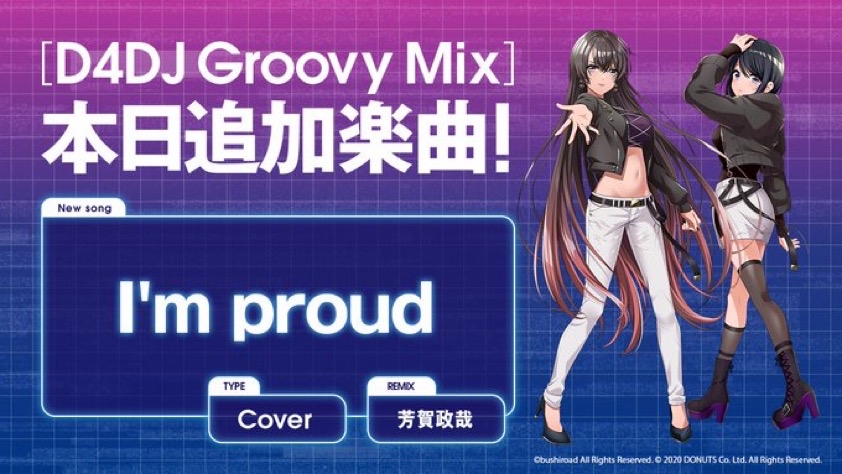 [D4DJ Groovy Mix]
本日追加楽曲!
New song
I'm proud
TYPE
Cover
REMIX
芳賀政哉
©bushiroad All Rights Reserved. © 2020 DONUTS Co. Ltd. All Rights Reserved.